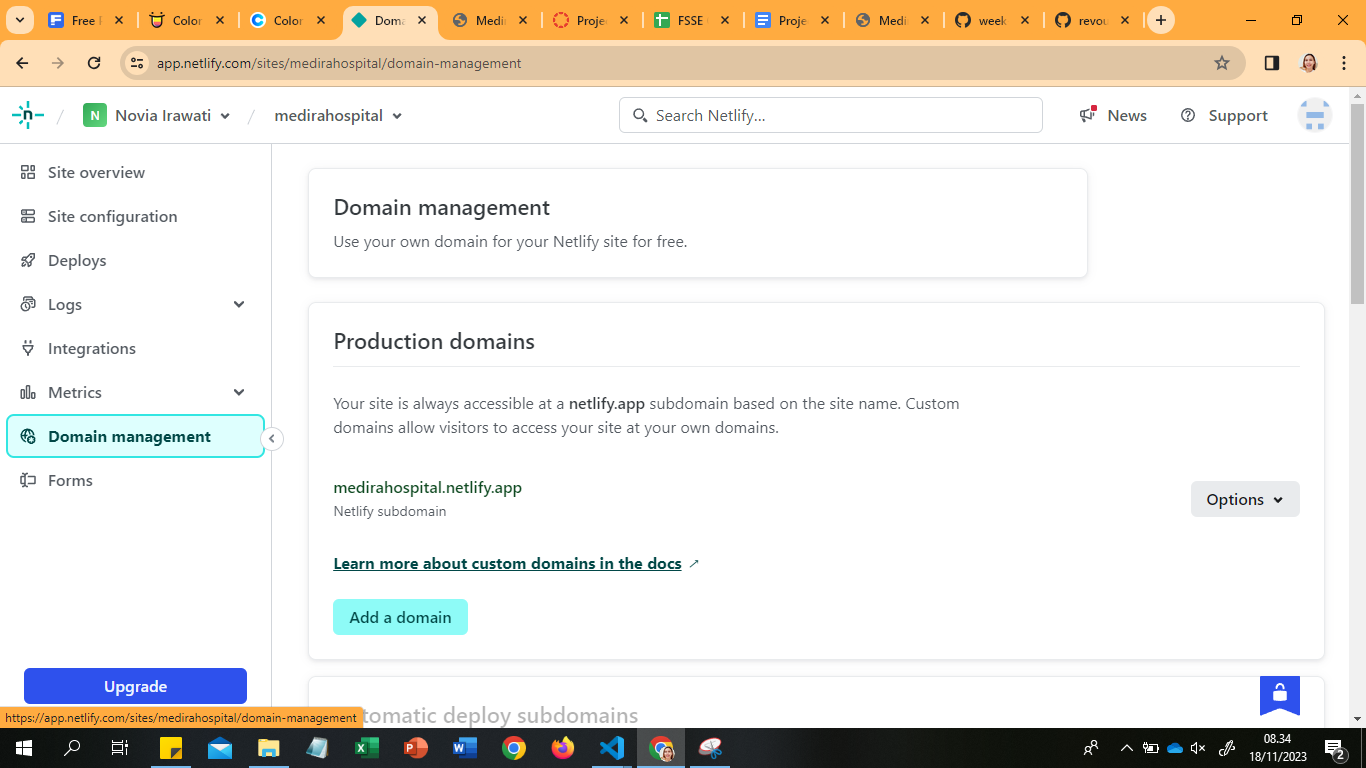 Free F
Color
Color
Doma
Medir
Projec
FSSE
Projec
Medir
week
revou
app.netlify.com/sites/medirahospital/domain-management
N Novia Irawati
medirahospital
Search Netlify...
News
Support
Site overview
Site configuration
Deploys
Logs
Integrations
Metrics
Domain management
Forms
Upgrade
Domain management
Use your own domain for your Netlify site for free.
Production domains
Your site is always accessible at a netlify.app subdomain based on the site name. Custom
domains allow visitors to access your site at your own domains.
medirahospital.netlify.app
Netlify subdomain
Options
Learn more about custom domains in the docs
Add a domain
tomatic deploy subdomains
https://app.netlify.com/sites/medirahospital/domain-management
08.34
18/11/2023
2